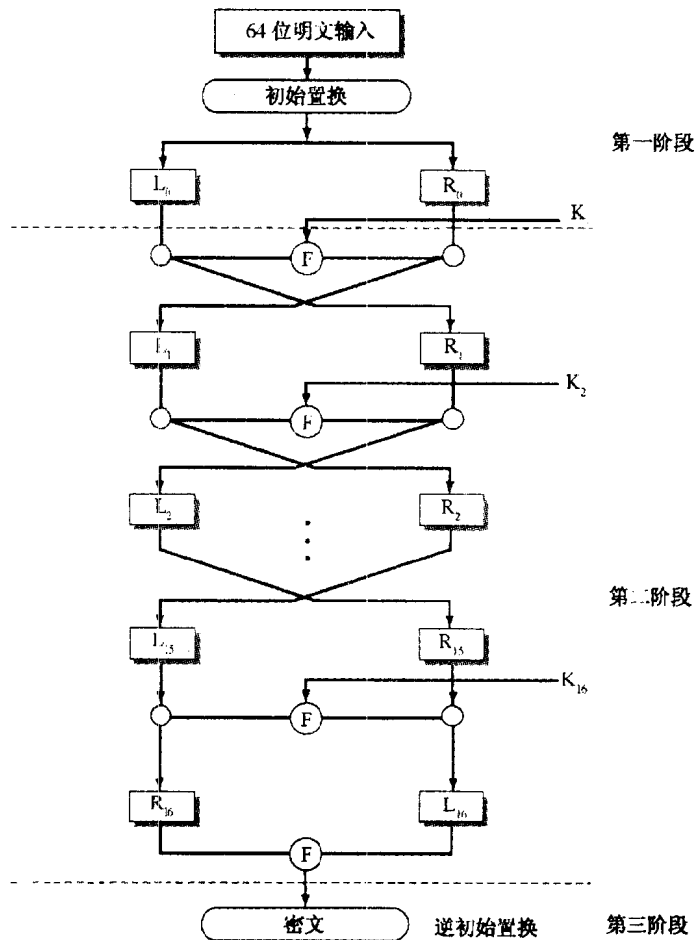 64 位明文输入
初始置换
第一阶段
L₀
R₀
K
F
L₁
R₁
K₂
F
L₂
R₂
第二阶段
L₁₅
R₁₅
K₁₆
F
R₁₆
L₁₆
F
密文
逆初始置换
第三阶段